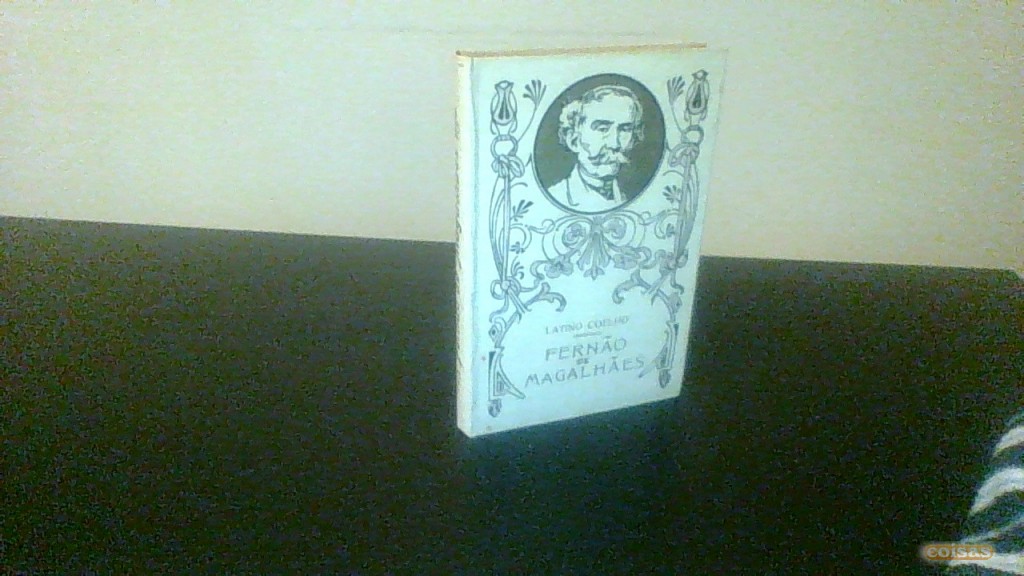 LATINO COELHO
FERNÃO
DE
MAGALHÃES
coisas